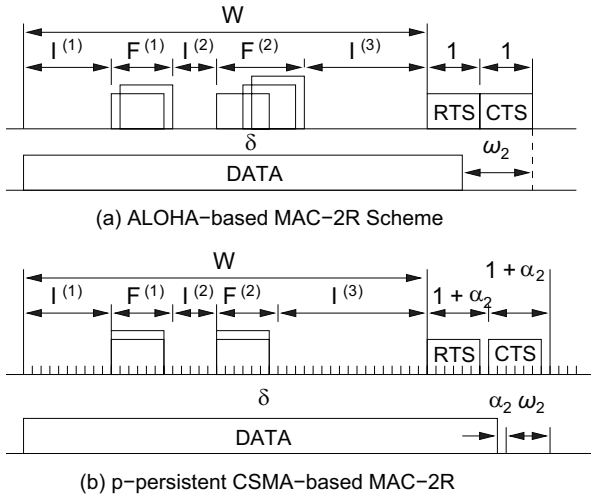 W
I (1) F (1) I (2) F (2) I (3) 1 1
RTS CTS
δ ω2
DATA
(a) ALOHA−based MAC−2R Scheme
W 1 + α2
I (1) F (1) I (2) F (2) I (3) 1 + α2
RTS CTS
δ α2 ω2
DATA
(b) p−persistent CSMA−based MAC−2R